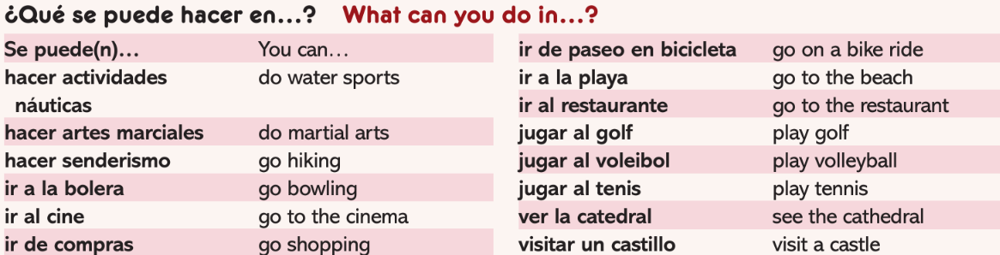 ¿Qué se puede hacer en...? What can you do in...?
Se puede(n)... You can...
hacer actividades do water sports
náuticas
hacer artes marciales do martial arts
hacer senderismo go hiking
ir a la bolera go bowling
ir al cine go to the cinema
ir de compras go shopping
ir de paseo en bicicleta go on a bike ride
ir a la playa go to the beach
ir al restaurante go to the restaurant
jugar al golf play golf
jugar al voleibol play volleyball
jugar al tenis play tennis
ver la catedral see the cathedral
visitar un castillo visit a castle